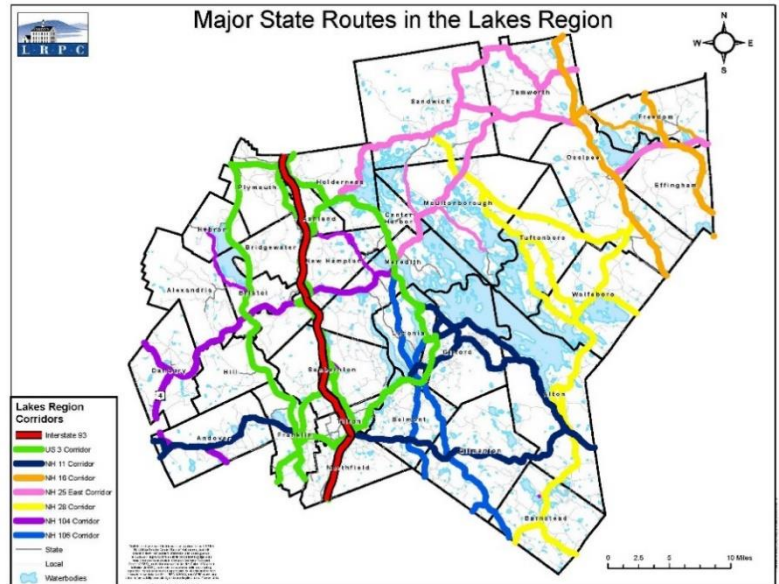 Major State Routes in the Lakes Region
L R P C
N
W
E
S
Sandwich
Tamworth
Freedom
Ossipee
Effingham
Plymouth
Holderness
Ashland
Center
Harbor
Moultonborough
Hebron
Tuftonboro
Bridgewater
New Hampton
Meredith
Alexandria
Bristol
Wolfeboro
Laconia
Gilford
Danbury
Hill
Sanbornton
Alton
4
Tilton
Belmont
Andover
Franklin
Gilmanton
Northfield
Barnstead
Lakes Region
Corridors
Interstate 93
US 3 Corridor
NH 11 Corridor
NH 16 Corridor
NH 25 East Corridor
NH 28 Corridor
NH 104 Corridor
NH 106 Corridor
State
Local
Waterbodies
0 2.5 5 10 Miles